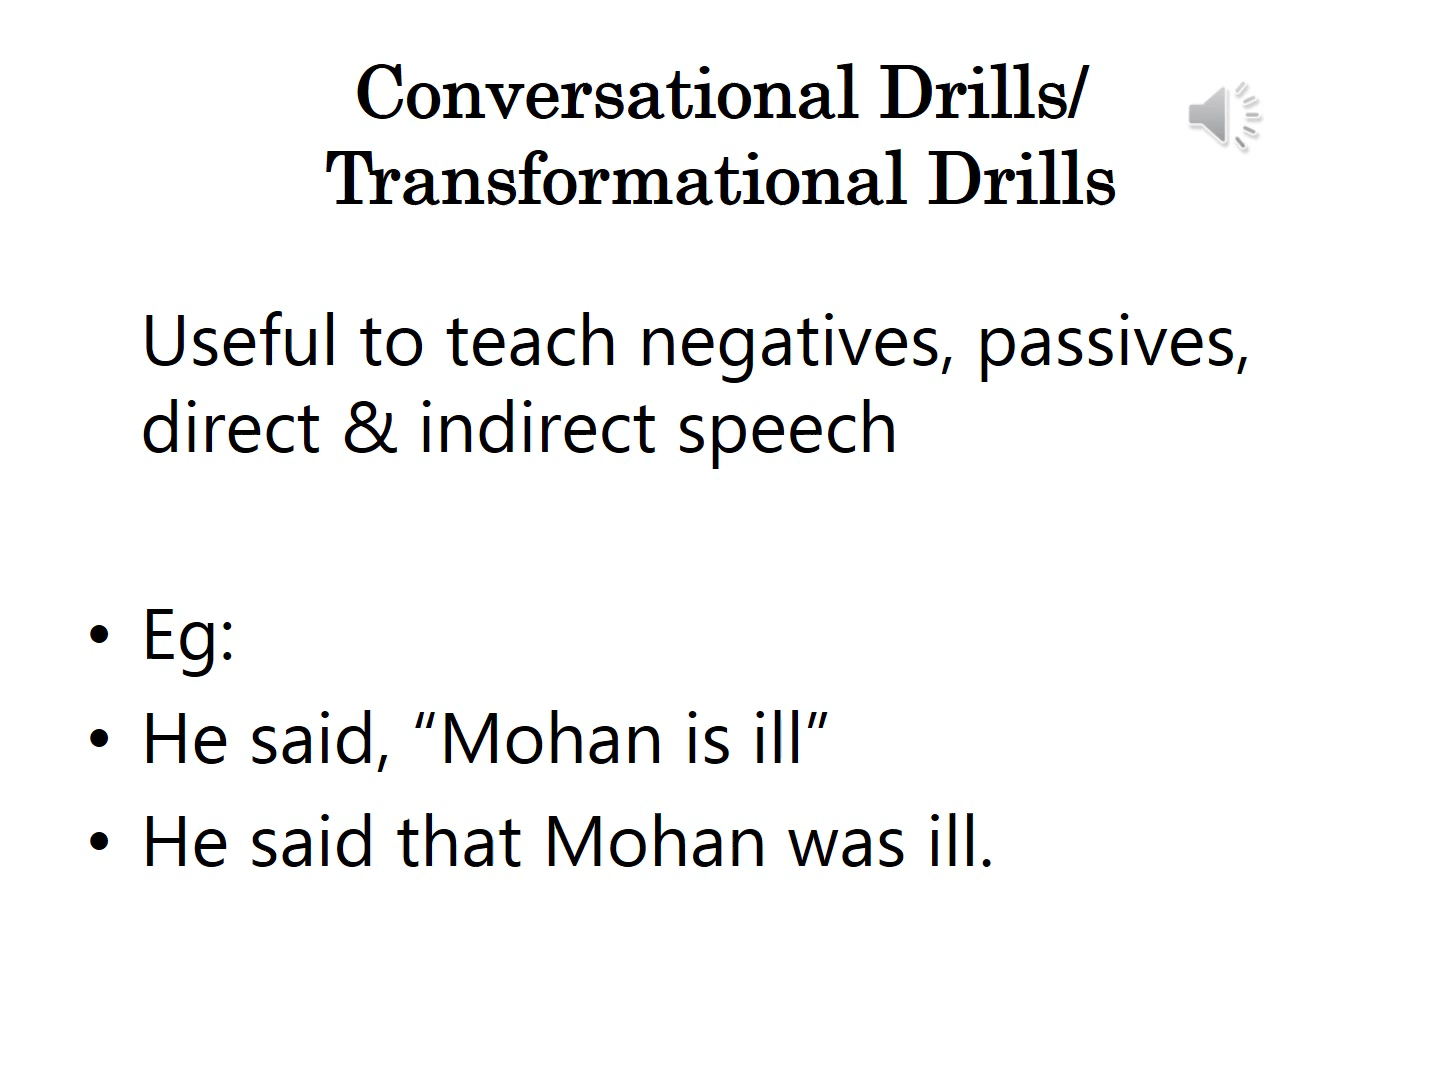 Conversational Drills/
Transformational Drills
Useful to teach negatives, passives,
direct & indirect speech
• Eg:
• He said, “Mohan is ill”
• He said that Mohan was ill.